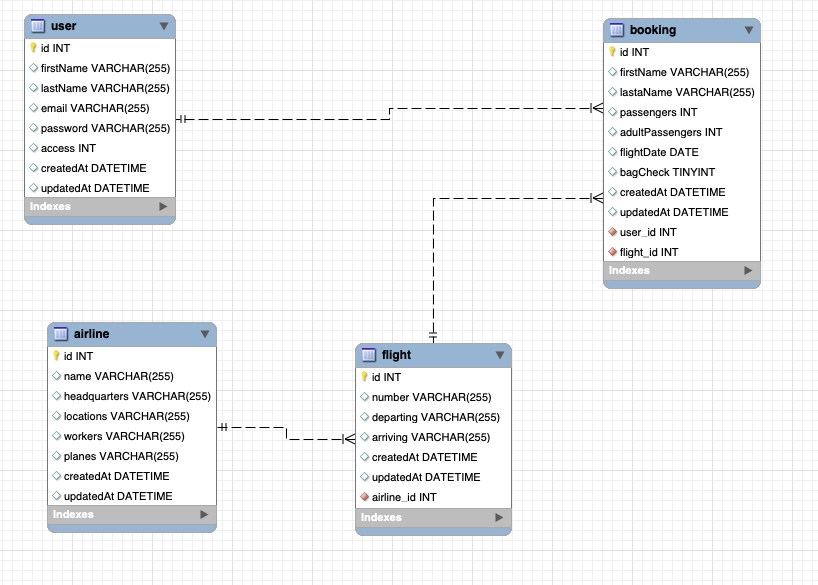 user
id INT
firstName VARCHAR(255)
lastName VARCHAR(255)
email VARCHAR(255)
password VARCHAR(255)
access INT
createdAt DATETIME
updatedAt DATETIME
Indexes
booking
id INT
firstName VARCHAR(255)
lastaName VARCHAR(255)
passengers INT
adultPassengers INT
flightDate DATE
bagCheck TINYINT
createdAt DATETIME
updatedAt DATETIME
user_id INT
flight_id INT
Indexes
airline
id INT
name VARCHAR(255)
headquarters VARCHAR(255)
locations VARCHAR(255)
workers VARCHAR(255)
planes VARCHAR(255)
createdAt DATETIME
updatedAt DATETIME
Indexes
flight
id INT
number VARCHAR(255)
departing VARCHAR(255)
arriving VARCHAR(255)
createdAt DATETIME
updatedAt DATETIME
airline_id INT
Indexes